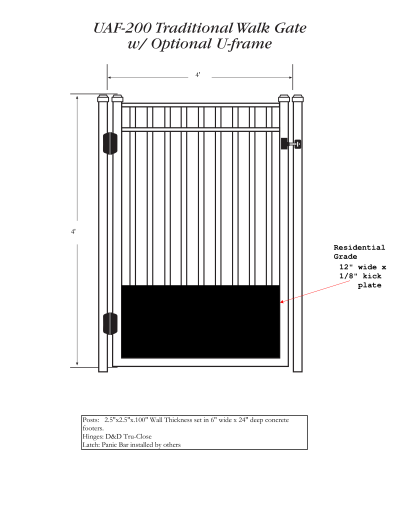 UAF-200 Traditional Walk Gate
w/ Optional U-frame
4'
4'
Residential
Grade
12" wide x
1/8" kick
plate
Posts: 2.5"x2.5"x.100" Wall Thickness set in 6" wide x 24" deep concrete
footers.
Hinges: D&D Tru-Close
Latch: Panic Bar installed by others